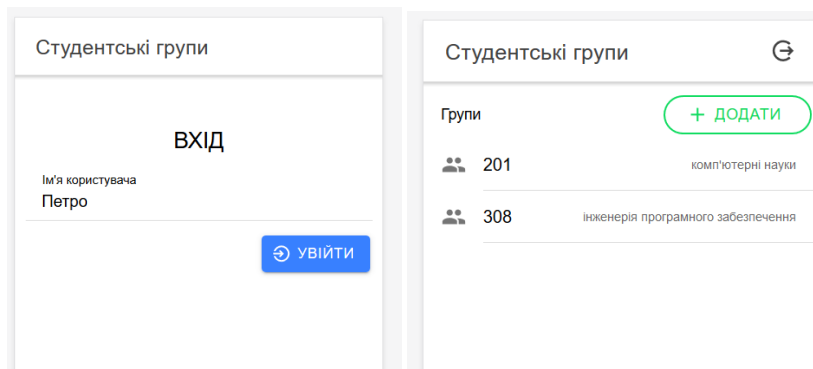 Студентські групи
ВХІД
Ім'я користувача
Петро
УВІЙТИ
Студентські групи
Групи
+ ДОДАТИ
201 комп'ютерні науки
308 інженерія програмного забезпечення